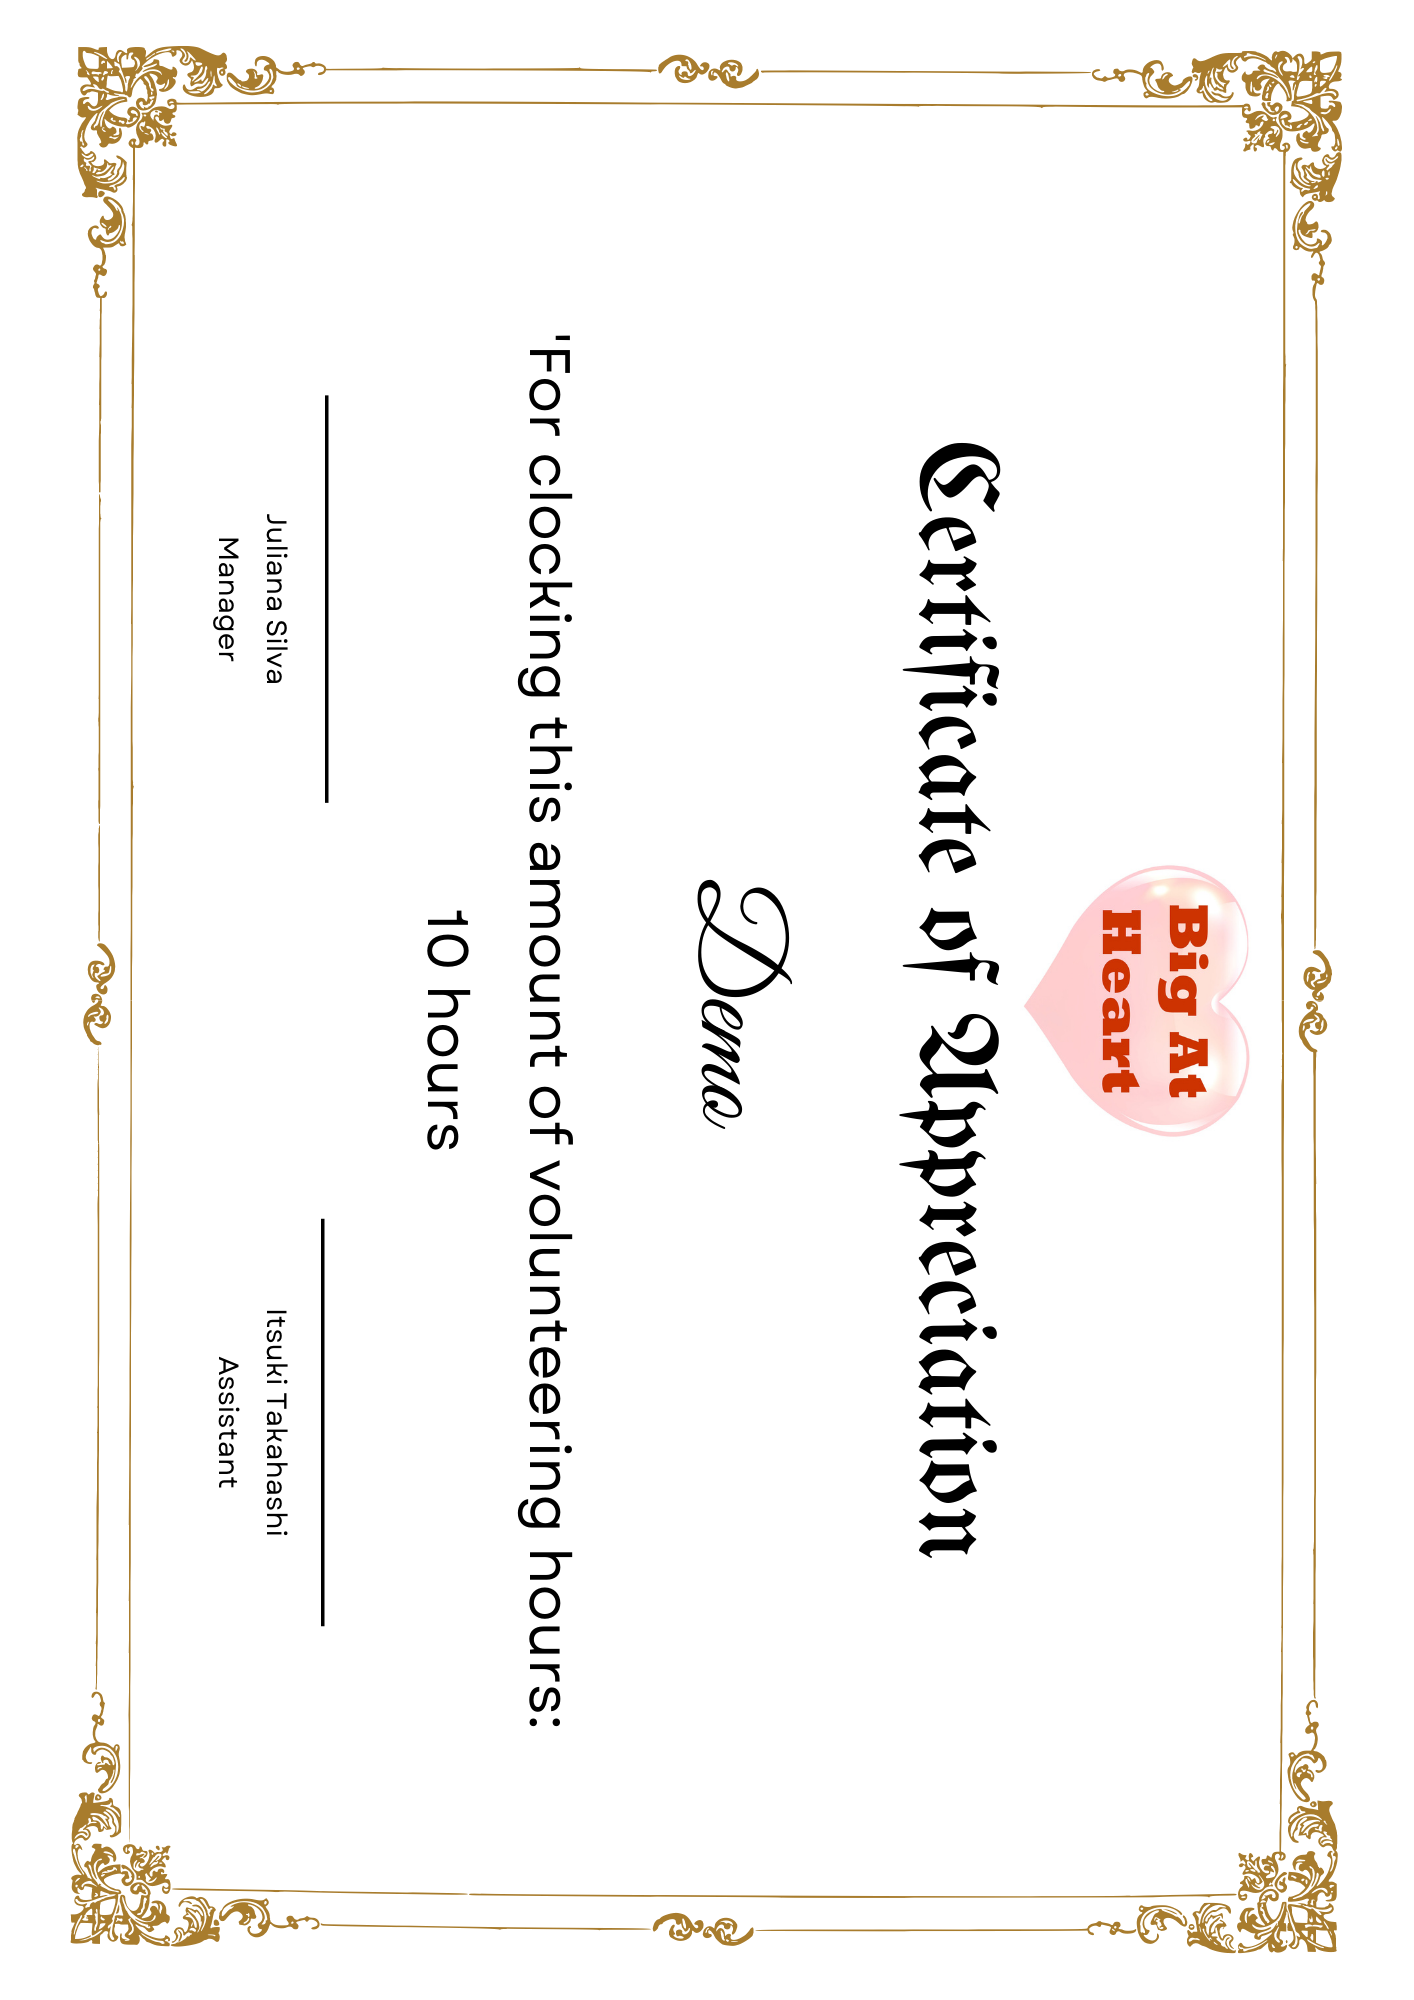 Big At
Heart
Certificate of Appreciation
Demo
'For clocking this amount of volunteering hours:
10 hours
Juliana Silva
Manager
Itsuki Takahashi
Assistant